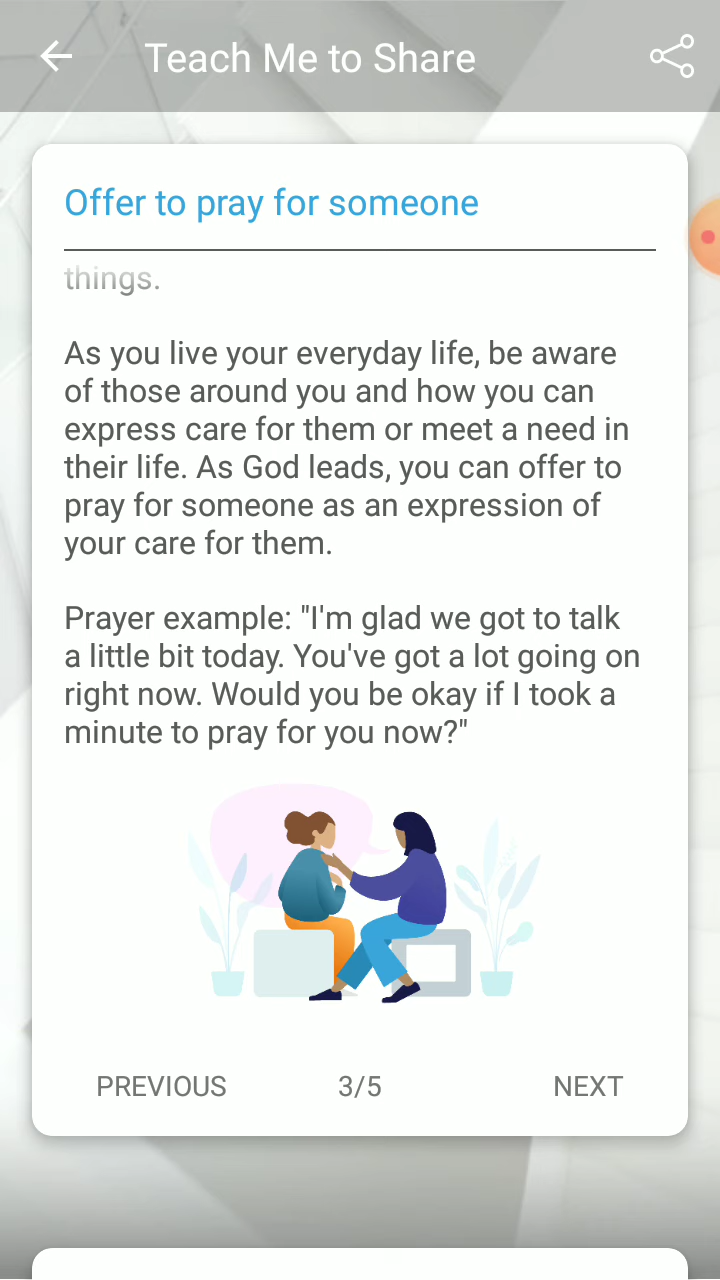 Teach Me to Share
Offer to pray for someone
things.
As you live your everyday life, be aware
of those around you and how you can
express care for them or meet a need in
their life. As God leads, you can offer to
pray for someone as an expression of
your care for them.
Prayer example: "I'm glad we got to talk
a little bit today. You've got a lot going on
right now. Would you be okay if I took a
minute to pray for you now?"
PREVIOUS 3/5 NEXT